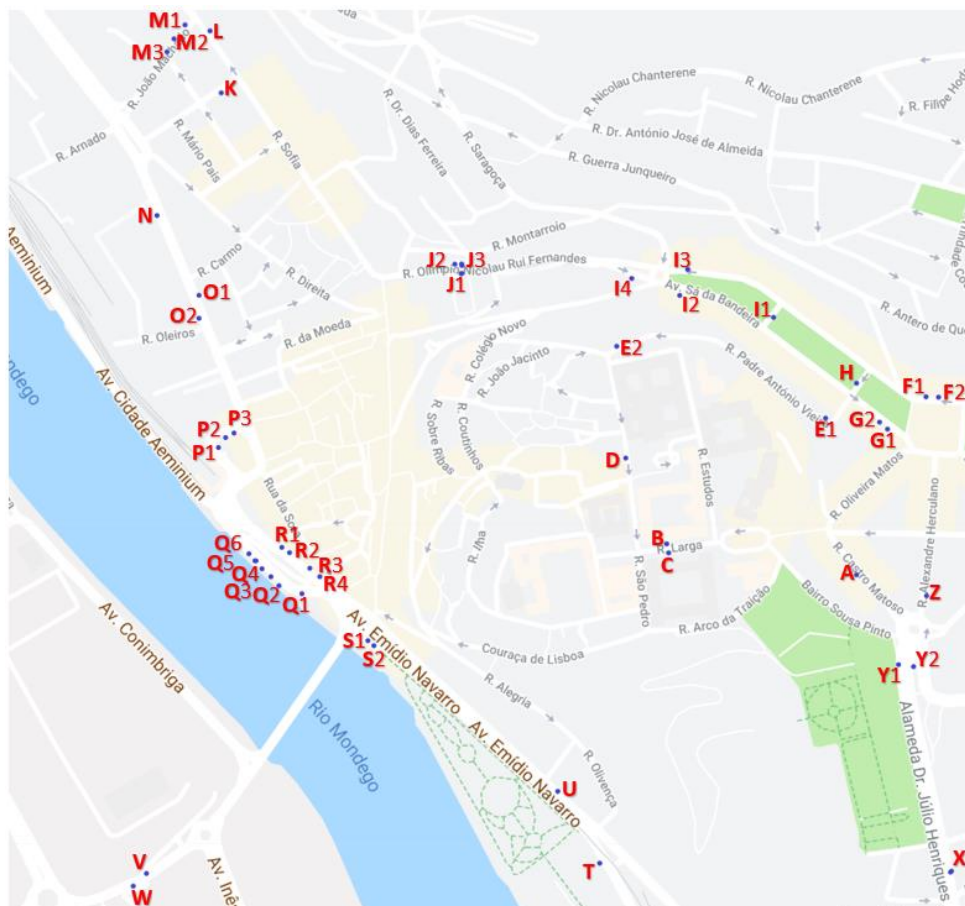 M1
L
M2
M3
R. João Machado
K
R. Nicolau Chanterene
R. Nicolau Chanterene
R. Filipe Hod
R. Arnado
R. Mário Pais
R. Sofia
R. Dr. Dias Ferreira
R. Saragoça
R. Dr. António José de Almeida
R. Guerra Junqueiro
N
Aeminium
R. Carmo
R. Direita
R. Montarroio
J2
J3
J1
R. Olímpio Nicolau Rui Fernandes
I3
I4
I2
I1
Av. Sá da Bandeira
R. Antero de Que
O1
O2
R. Oleiros
R. da Moeda
R. Colégio Novo
R. João Jacinto
E2
R. Padre António Vieira
H
F1
F2
E1
G2
G1
ndego
Av. Cidade Aeminium
P2
P3
P1
R. Sobre Ribas
R. Coutinhos
D
R. Estudos
R. Oliveira Matos
R. Alexandre Herculano
Rua da Sota
R. Ilha
Q6
Q5
Q4
Q3
Q2
Q1
R1
R2
R3
R4
B
R. Larga
C
A
R. Castro Matoso
Z
R. São Pedro
R. Arco da Traição
Bairro Sousa Pinto
Av. Conimbriga
S1
S2
Av. Emídio Navarro
Av. Emídio Navarro
Couraça de Lisboa
R. Alegria
Y1
Y2
Rio Mondego
R. Olivença
U
Alameda Dr. Júlio Henriques
T
X
V
W
Av. Inê